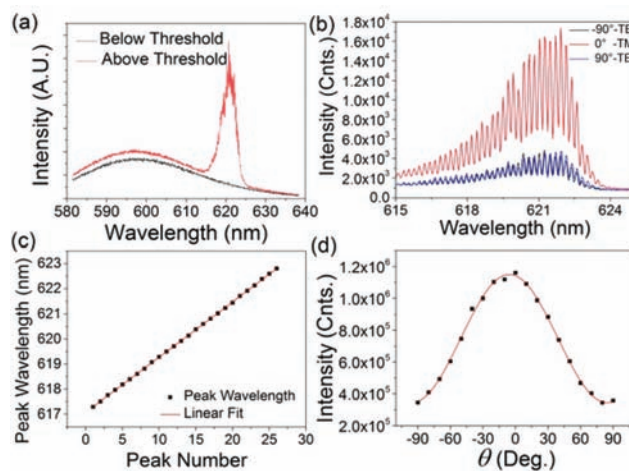 (a)
Below Threshold
Above Threshold
Intensity (A.U.)
580 590 600 610 620 630 640
Wavelength (nm)
(b)
-90°-TE
0° -TM
90°-TE
Intensity (Cnts.)
1.8x10⁴
1.6x10⁴
1.4x10⁴
1.2x10⁴
1.0x10⁴
8.0x10³
6.0x10³
4.0x10³
2.0x10³
0.0
615 618 621 624
Wavelength (nm)
(c)
Peak Wavelength (nm)
623
622
621
620
619
618
617
Peak Wavelength
Linear Fit
0 5 10 15 20 25 30
Peak Number
(d)
Intensity (Cnts.)
1.2x10⁶
1.0x10⁶
8.0x10⁵
6.0x10⁵
4.0x10⁵
2.0x10⁵
-90 -60 -30 0 30 60 90
θ (Deg.)